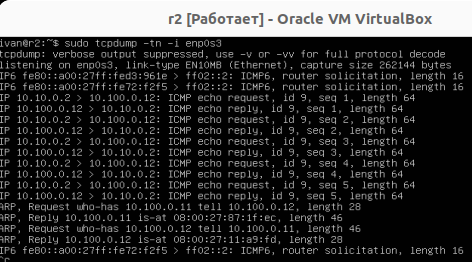 r2 [Работает] - Oracle VM VirtualBox
ivan@r2:~$ sudo tcpdump -tn -i enp0s3
tcpdump: verbose output suppressed, use -v or -vv for full protocol decode
listening on enp0s3, link-type EN10MB (Ethernet), capture size 262144 bytes
IP6 fe80::a00:27ff:fed3:961e > ff02::2: ICMP6, router solicitation, length 16
IP6 fe80::a00:27ff:fe72:f2f5 > ff02::2: ICMP6, router solicitation, length 16
IP 10.10.0.2 > 10.100.0.12: ICMP echo request, id 9, seq 1, length 64
IP 10.100.0.12 > 10.10.0.2: ICMP echo reply, id 9, seq 1, length 64
IP 10.10.0.2 > 10.100.0.12: ICMP echo request, id 9, seq 2, length 64
IP 10.100.0.12 > 10.10.0.2: ICMP echo reply, id 9, seq 2, length 64
IP 10.10.0.2 > 10.100.0.12: ICMP echo request, id 9, seq 3, length 64
IP 10.100.0.12 > 10.10.0.2: ICMP echo reply, id 9, seq 3, length 64
IP 10.10.0.2 > 10.100.0.12: ICMP echo request, id 9, seq 4, length 64
IP 10.100.0.12 > 10.10.0.2: ICMP echo reply, id 9, seq 4, length 64
IP 10.10.0.2 > 10.100.0.12: ICMP echo request, id 9, seq 5, length 64
IP 10.100.0.12 > 10.10.0.2: ICMP echo reply, id 9, seq 5, length 64
ARP, Request who-has 10.100.0.11 tell 10.100.0.12, length 28
ARP, Reply 10.100.0.11 is-at 08:00:27:87:1f:ec, length 46
ARP, Request who-has 10.100.0.12 tell 10.100.0.11, length 46
ARP, Reply 10.100.0.12 is-at 08:00:27:11:a9:fd, length 28
IP6 fe80::a00:27ff:fe72:f2f5 > ff02::2: ICMP6, router solicitation, length 16